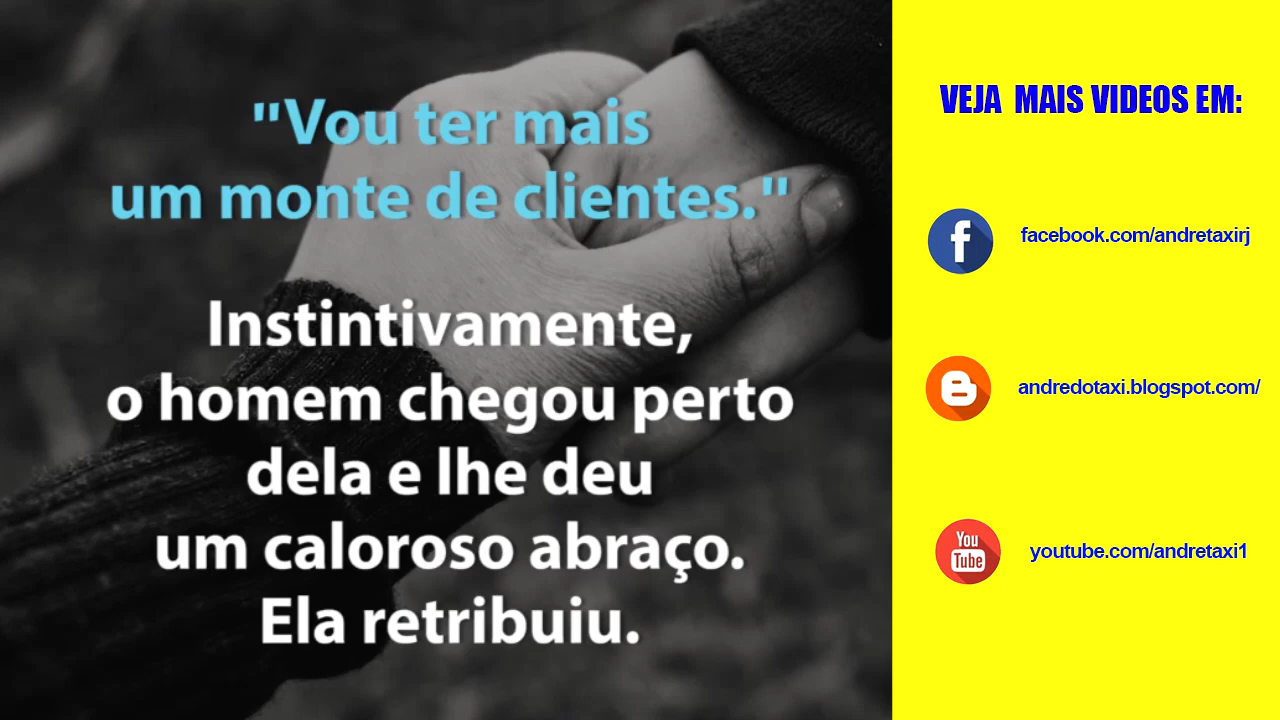 "Vou ter mais
um monte de clientes."
Instintivamente,
o homem chegou perto
dela e lhe deu
um caloroso abraço.
Ela retribuiu.
VEJA MAIS VIDEOS EM:
facebook.com/andretaxirj
andredotaxi.blogspot.com/
You
Tube
youtube.com/andretaxi1